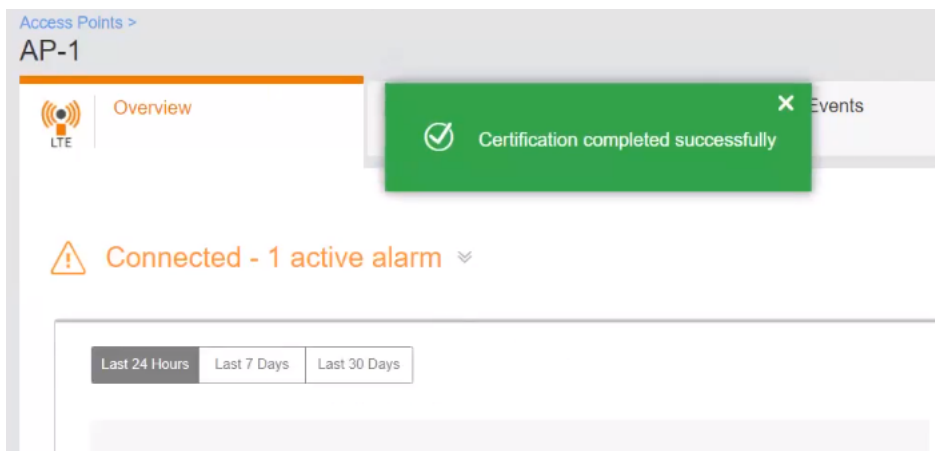 Access Points >
AP-1
LTE
Overview
Certification completed successfully
Events
Connected - 1 active alarm
Last 24 Hours
Last 7 Days
Last 30 Days